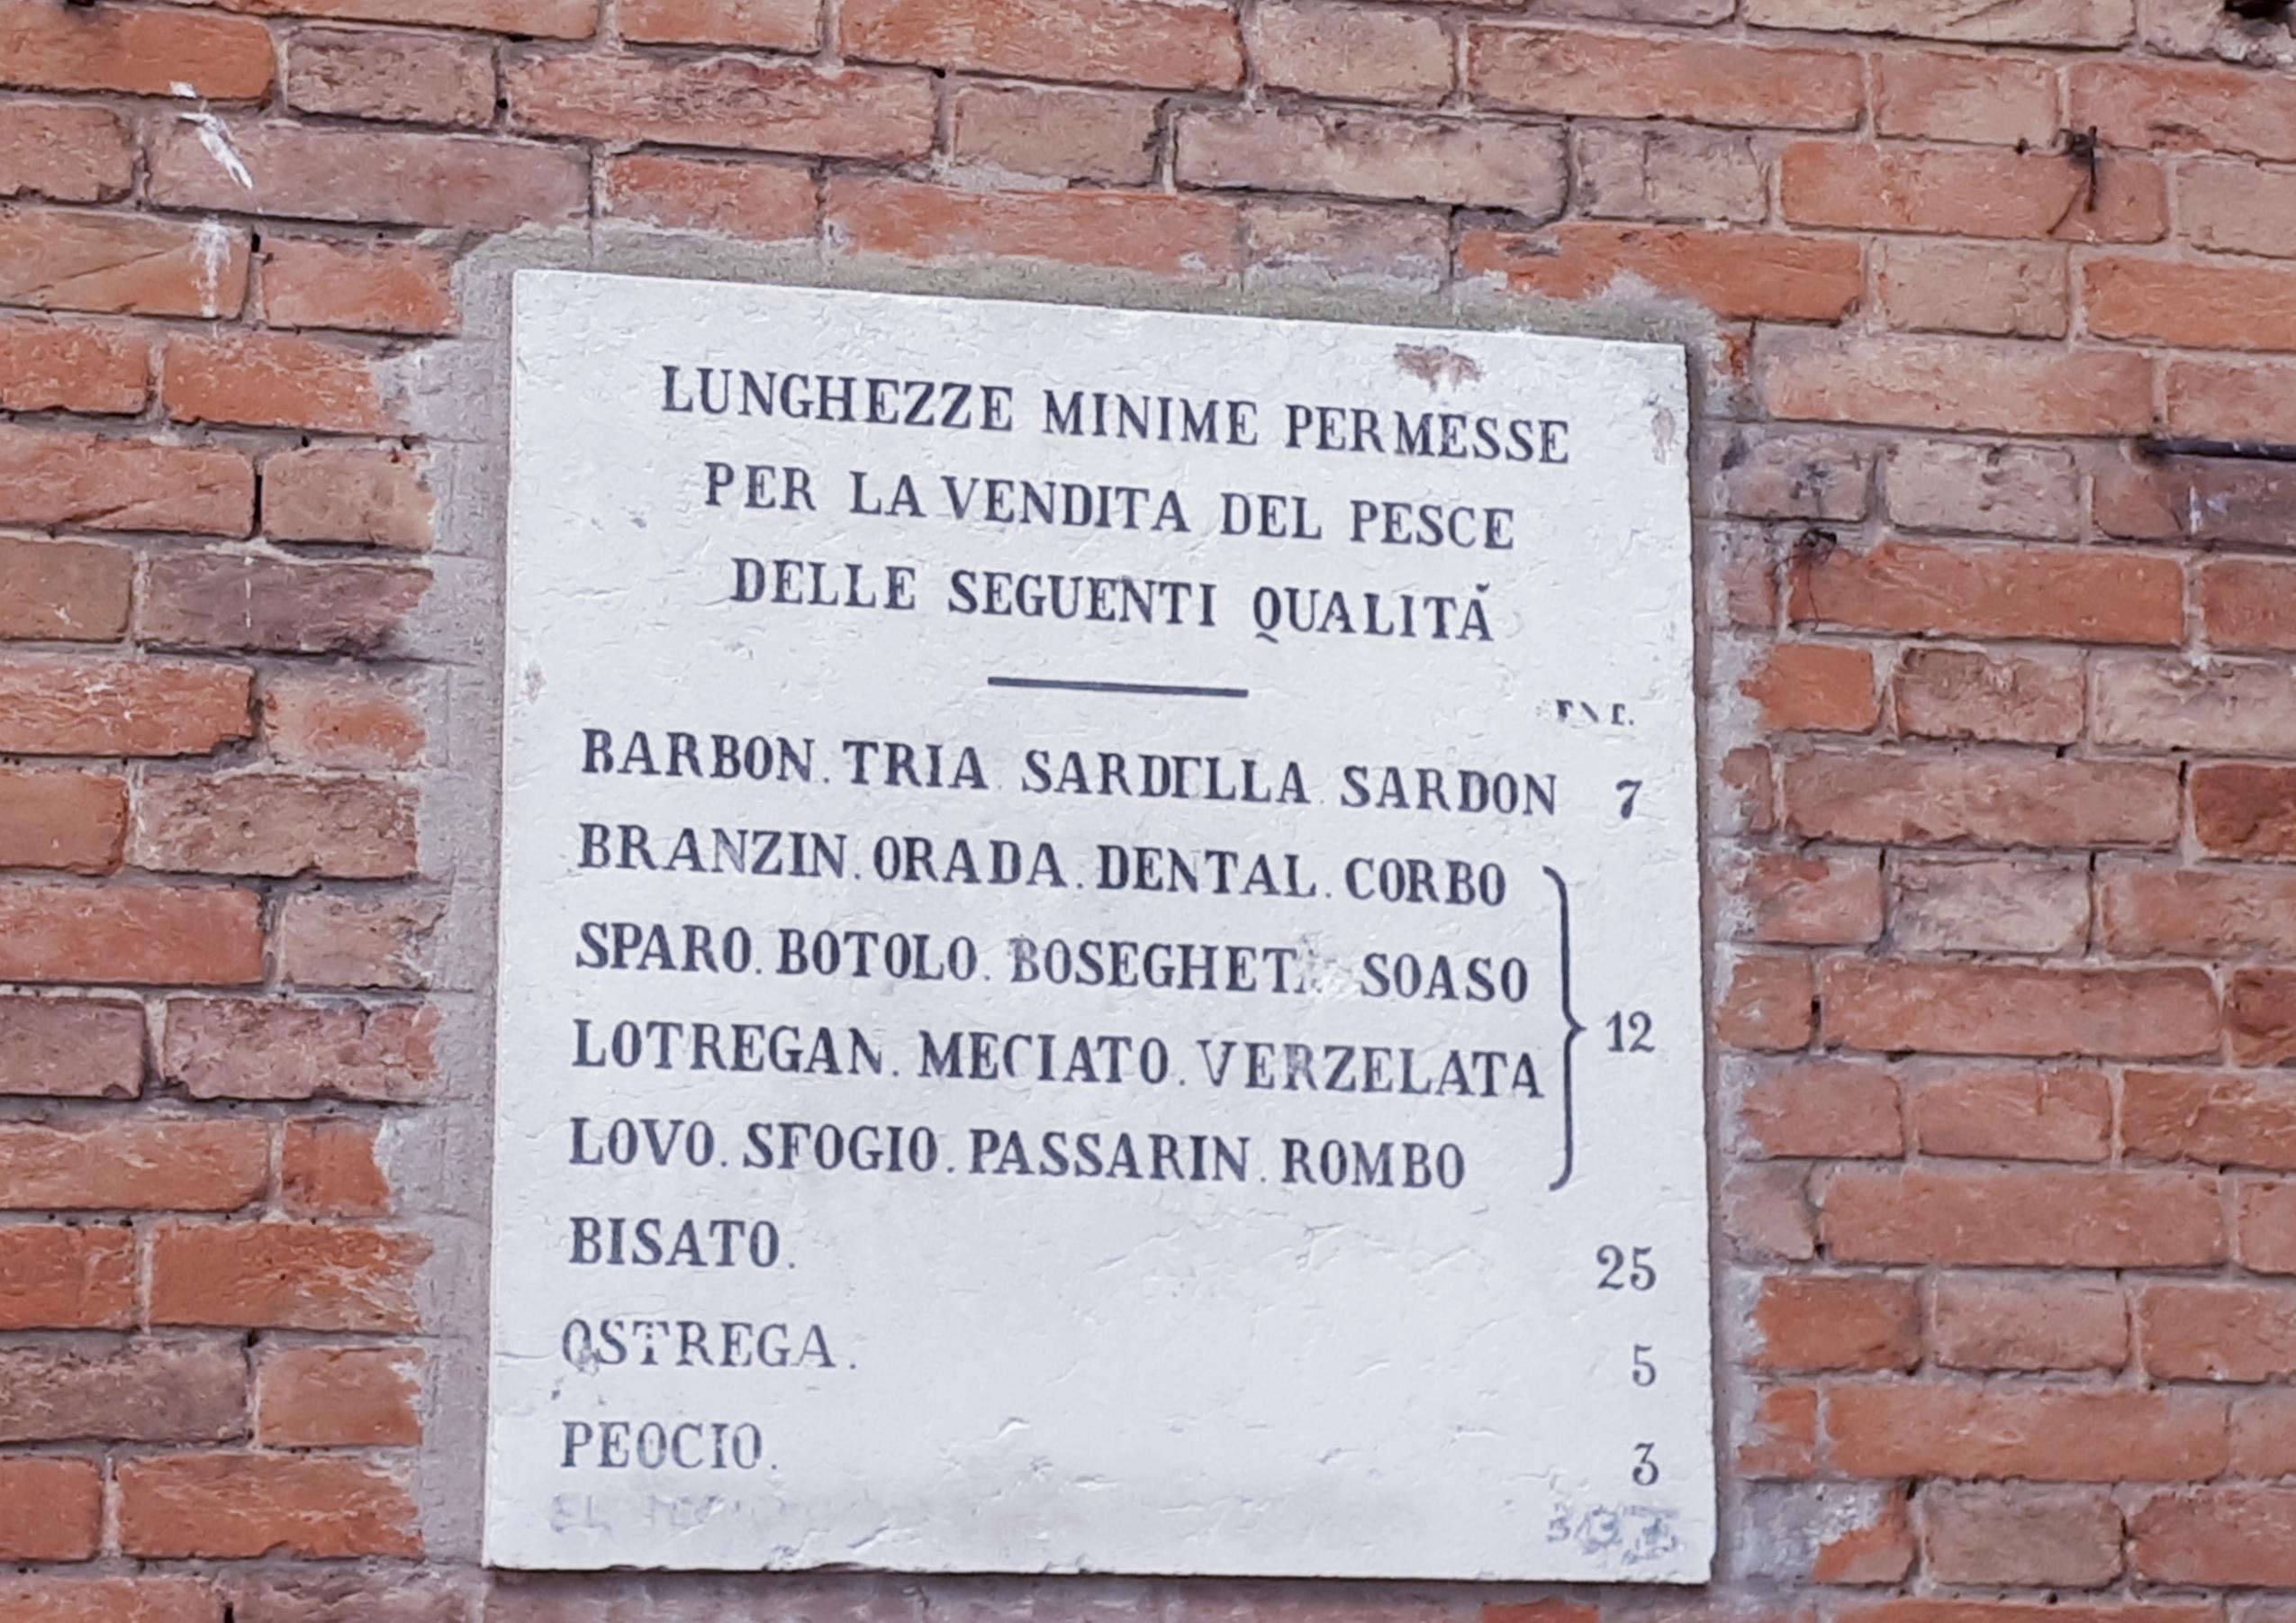 LUNGHEZZE MINIME PERMESSE
PER LA VENDITA DEL PESCE
DELLE SEGUENTI QUALITÀ
BARBON. TRIA. SARDELLA. SARDON 7
BRANZIN. ORADA. DENTAL. CORBO
SPARO. BOTOLO. SOASO
LOTREGAN. MECIATO. VERZELATA
12
LOVO. SFOGIO. PASSARIN. ROMBO
BISATO. 25
OSTREGA. 5
PEOCIO. 3